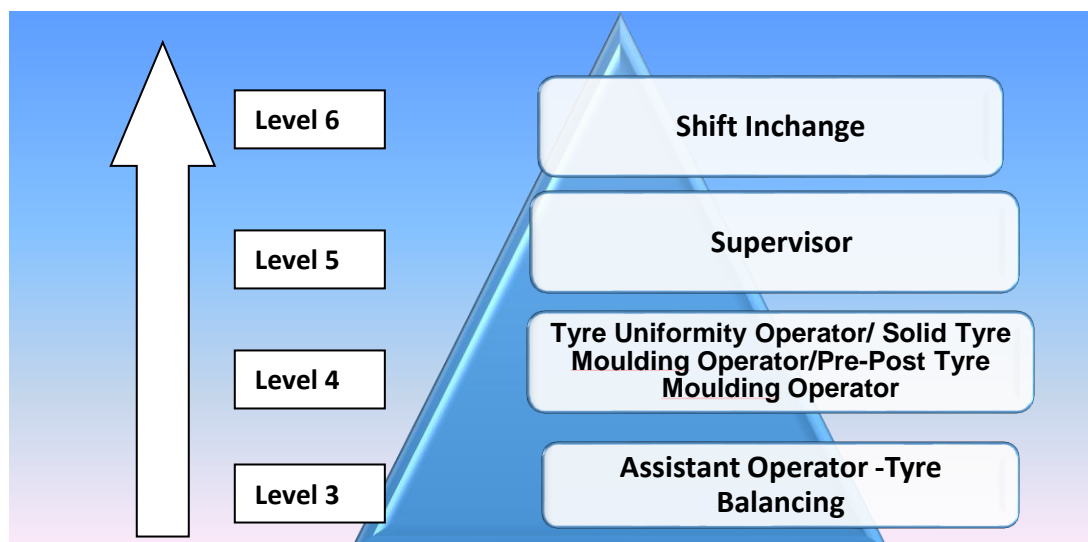 Level 6
Shift Inchange
Level 5
Supervisor
Level 4
Tyre Uniformity Operator/ Solid Tyre
Moulding Operator/Pre-Post Tyre
Moulding Operator
Level 3
Assistant Operator -Tyre
Balancing